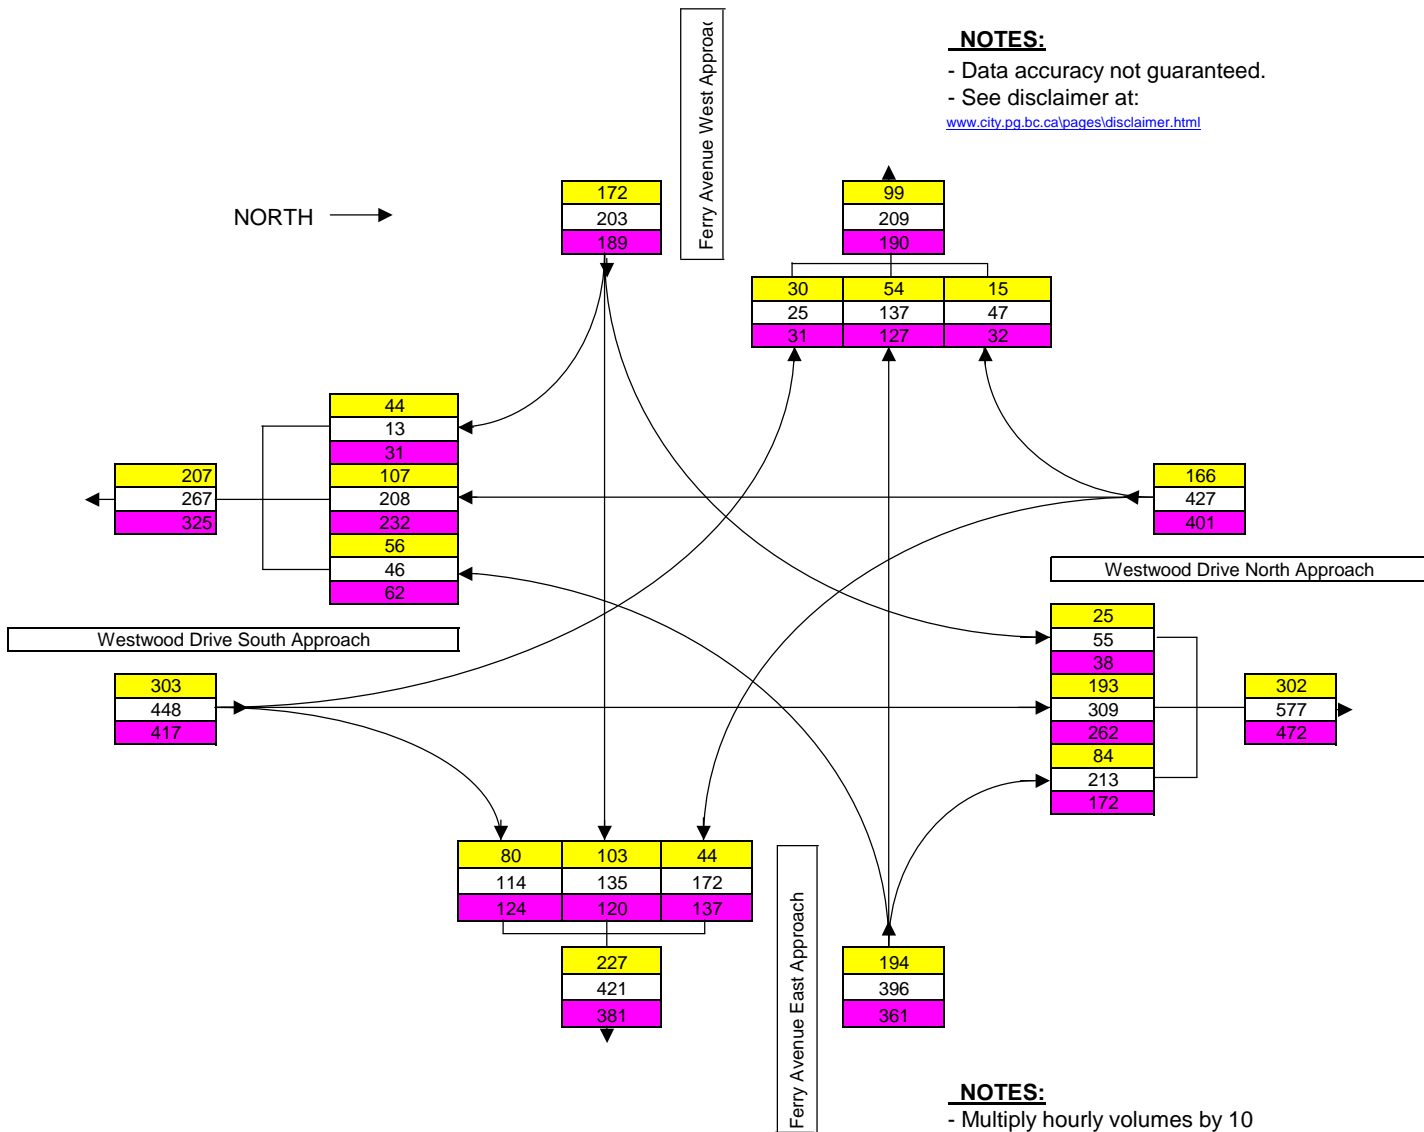 Ferry Avenue West Approac
NOTES:
- Data accuracy not guaranteed.
- See disclaimer at:
www.city.pg.bc.ca\pages\disclaimer.html
NORTH
172
203
189
99
209
190
30 54 15
25 137 47
31 127 32
44
13
31
107
208
232
56
46
62
207
267
325
166
427
401
Westwood Drive North Approach
Westwood Drive South Approach
25
55
38
193
309
262
84
213
172
303
448
417
302
577
472
80 103 44
114 135 172
124 120 137
227
421
381
Ferry Avenue East Approach
194
396
361
NOTES:
- Multiply hourly volumes by 10